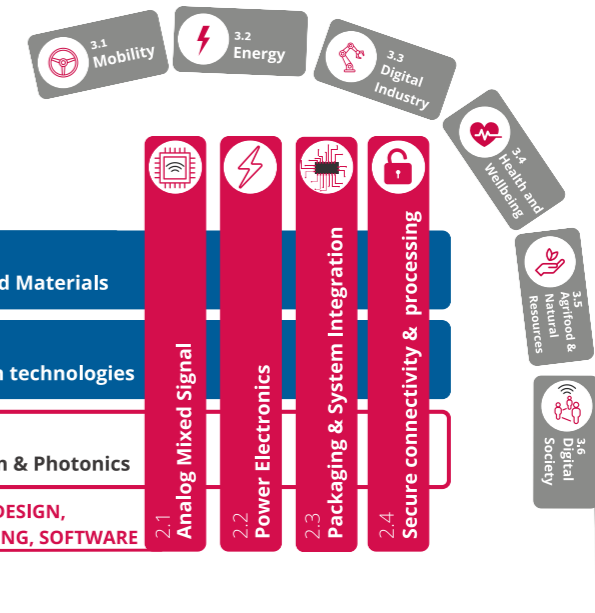 3.1
Mobility
3.2
Energy
3.3
Digital
Industry
3.4
Health and
Wellbeing
3.5
Agrifood &
Natural
Resources
3.6
Digital
Society
Materials
technologies
& Photonics
DESIGN,
SOFTWARE
2.1
Analog Mixed Signal
2.2
Power Electronics
2.3
Packaging & System Integration
2.4
Secure connectivity & processing